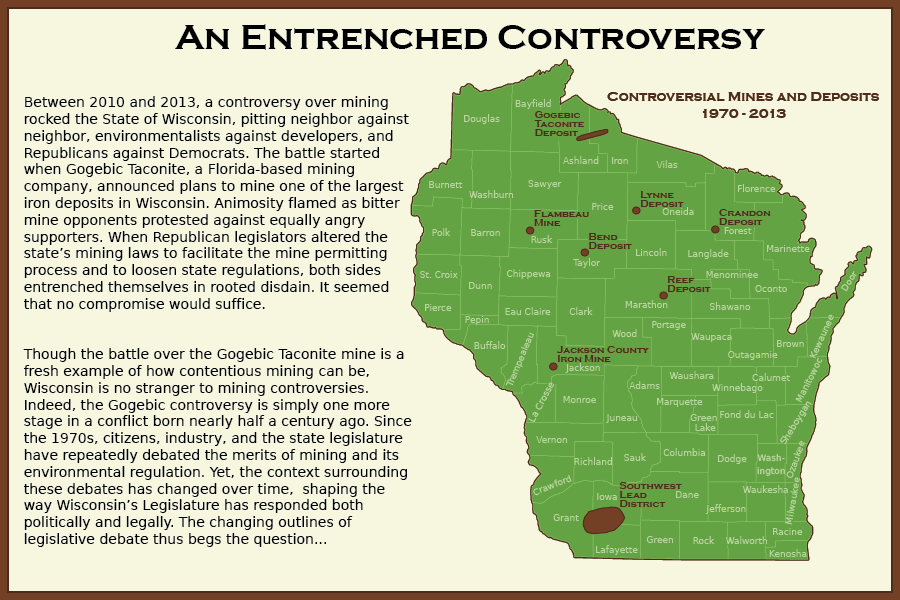 An Entrenched Controversy
Between 2010 and 2013, a controversy over mining
rocked the State of Wisconsin, pitting neighbor against
neighbor, environmentalists against developers, and
Republicans against Democrats. The battle started
when Gogebic Taconite, a Florida-based mining
company, announced plans to mine one of the largest
iron deposits in Wisconsin. Animosity flamed as bitter
mine opponents protested against equally angry
supporters. When Republican legislators altered the
state's mining laws to facilitate the mine permitting
process and to loosen state regulations, both sides
entrenched themselves in rooted disdain. It seemed
that no compromise would suffice.
Though the battle over the Gogebic Taconite mine is a
fresh example of how contentious mining can be,
Wisconsin is no stranger to mining controversies.
Indeed, the Gogebic controversy is simply one more
stage in a conflict born nearly half a century ago. Since
the 1970s, citizens, industry, and the state legislature
have repeatedly debated the merits of mining and its
environmental regulation. Yet, the context surrounding
these debates has changed over time,  shaping the
way Wisconsin's Legislature has responded both
politically and legally. The changing outlines of
legislative debate thus begs the question...
Controversial Mines and Deposits
1970 - 2013
Bayfield
Douglas
Gogebic
Taconite
Deposit
Ashland
Iron
Vilas
Burnett
Washburn
Sawyer
Florence
Price
Lynne
Deposit
Oneida
Flambeau
Mine
Crandon
Deposit
Forest
Polk
Barron
Rusk
Bend
Deposit
Taylor
Lincoln
Langlade
Marinette
St. Croix
Dunn
Chippewa
Reef
Deposit
Menominee
Oconto
Door
Pierce
Pepin
Eau Claire
Clark
Marathon
Shawano
Buffalo
Trempealeau
Wood
Portage
Waupaca
Outagamie
Brown
Kewaunee
Jackson County
Iron Mine
Jackson
Adams
Waushara
Winnebago
Calumet
Manitowoc
La Crosse
Monroe
Juneau
Marquette
Green
Lake
Fond du Lac
Sheboygan
Vernon
Richland
Sauk
Columbia
Dodge
Wash-
ington
Ozaukee
Crawford
Iowa
Southwest
Lead
District
Dane
Jefferson
Waukesha
Milwaukee
Grant
Lafayette
Green
Rock
Walworth
Racine
Kenosha